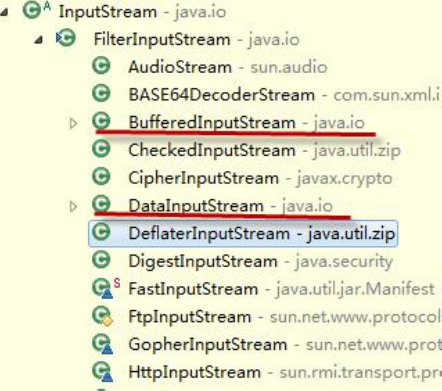 InputStream - java.io
FilterInputStream - java.io
AudioStream - sun.audio
BASE64DecoderStream - com.sun.xml.i
BufferedInputStream - java.io
CheckedInputStream - java.util.zip
CipherInputStream - javax.crypto
DataInputStream - java.io
DeflaterInputStream - java.util.zip
DigestInputStream - java.security
FastInputStream - java.util.jar.Manifest
FtpInputStream - sun.net.www.protocol
GopherInputStream - sun.net.www.prot
HttpInputStream - sun.rmi.transport.pro